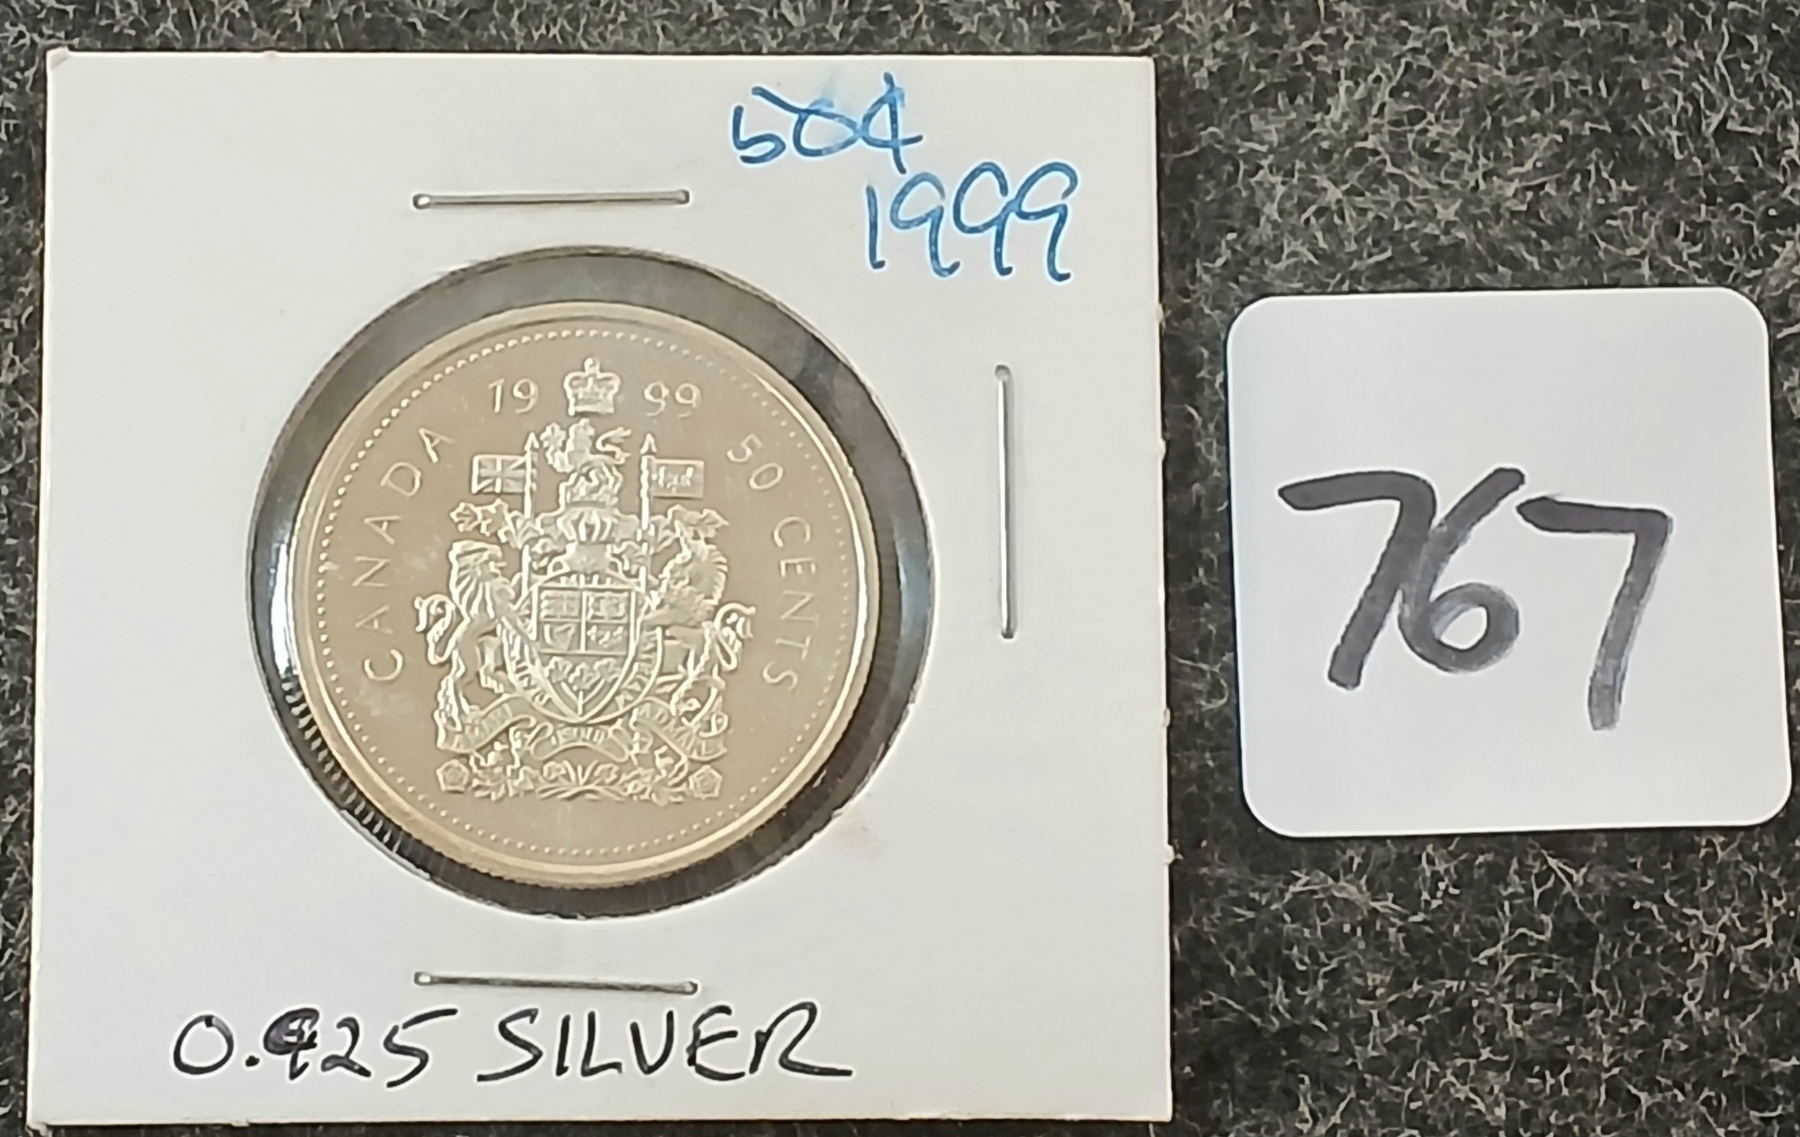 50¢
1999
19 99
CANADA
50 CENTS
0.925 SILVER
767